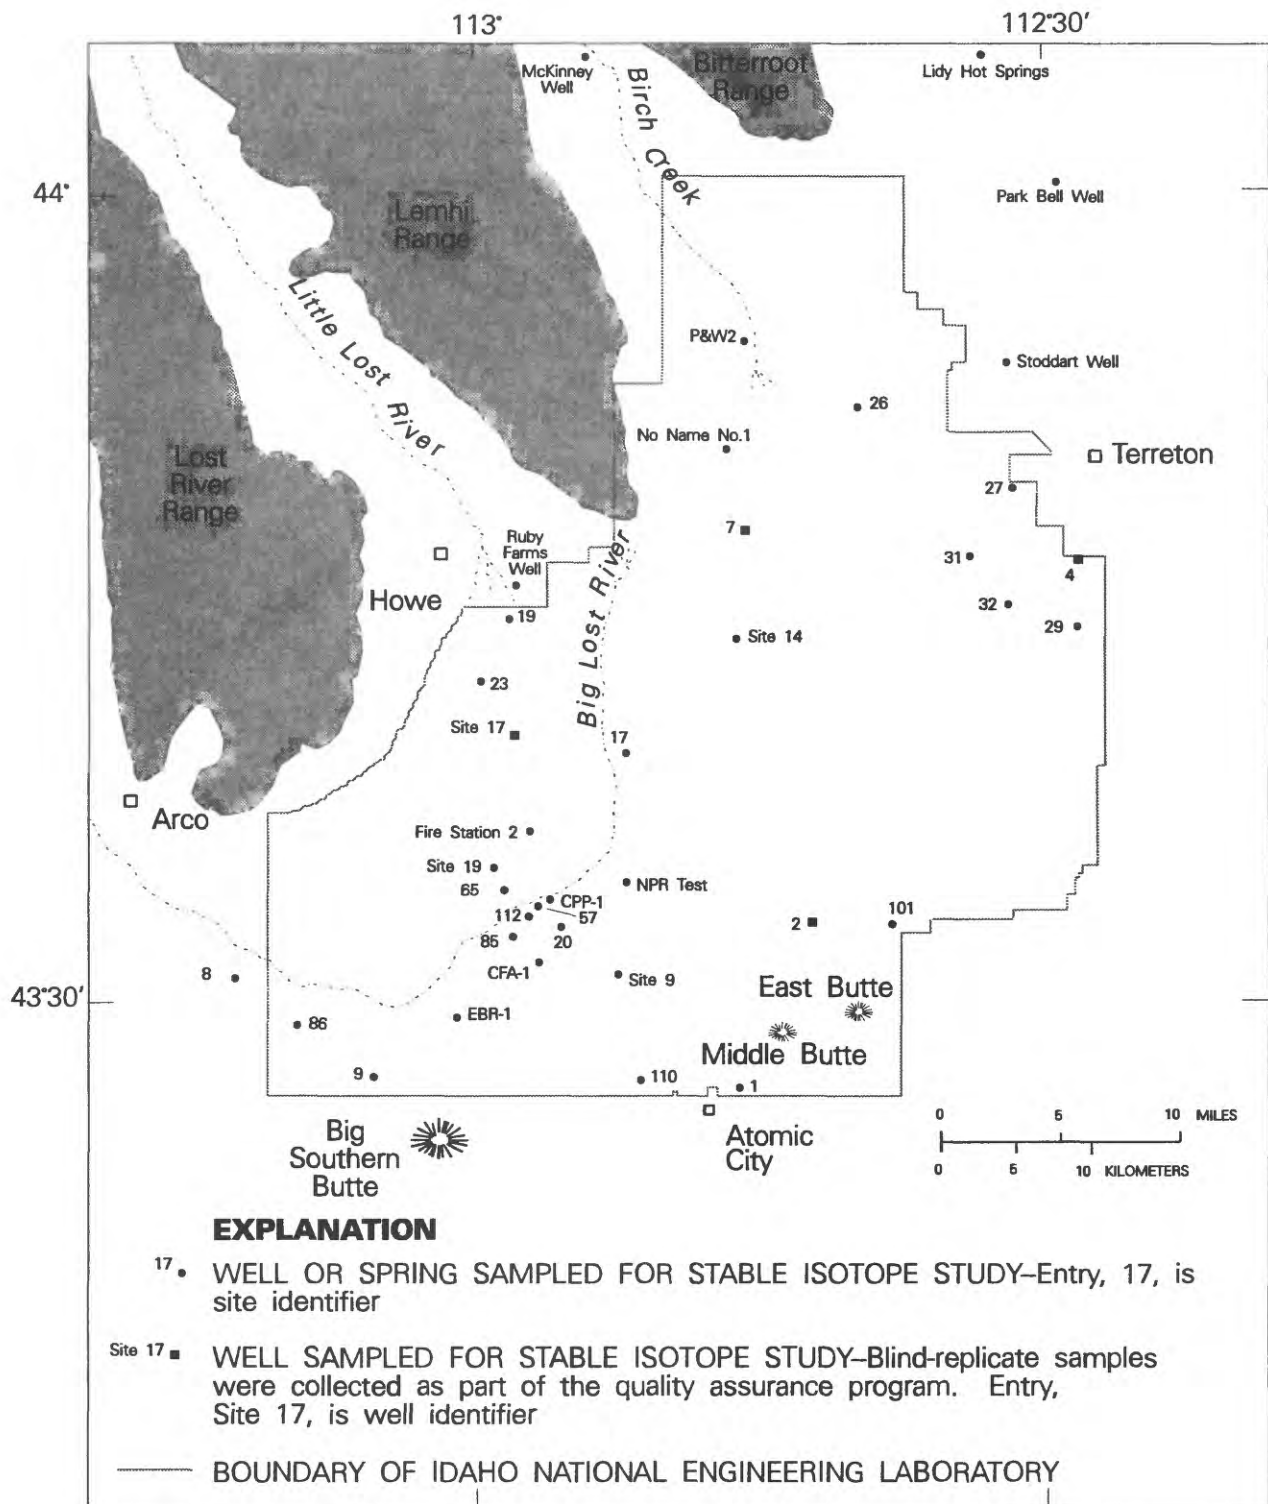 113°
112°30'
McKinney
Well
Birch Creek
Bitterroot
Range
Lidy Hot Springs
44°
Park Bell Well
Lemhi
Range
Little Lost River
P&W2
Stoddart Well
26
No Name No.1
Terreton
Lost
River
Range
27
7
Ruby
Farms
Well
Howe
31
4
19
32
29
Big Lost River
Site 14
23
Site 17
17
Arco
Fire Station 2
Site 19
65
NPR Test
CPP-1
57
112
2
101
85
20
CFA-1
8
Site 9
43°30'
East Butte
86
EBR-1
Middle Butte
9
110
1
0 5 10 MILES
0 5 10 KILOMETERS
Big
Southern
Butte
Atomic
City
EXPLANATION
17 WELL OR SPRING SAMPLED FOR STABLE ISOTOPE STUDY–Entry, 17, is
site identifier
Site 17 WELL SAMPLED FOR STABLE ISOTOPE STUDY–Blind-replicate samples
were collected as part of the quality assurance program. Entry,
Site 17, is well identifier
BOUNDARY OF IDAHO NATIONAL ENGINEERING LABORATORY